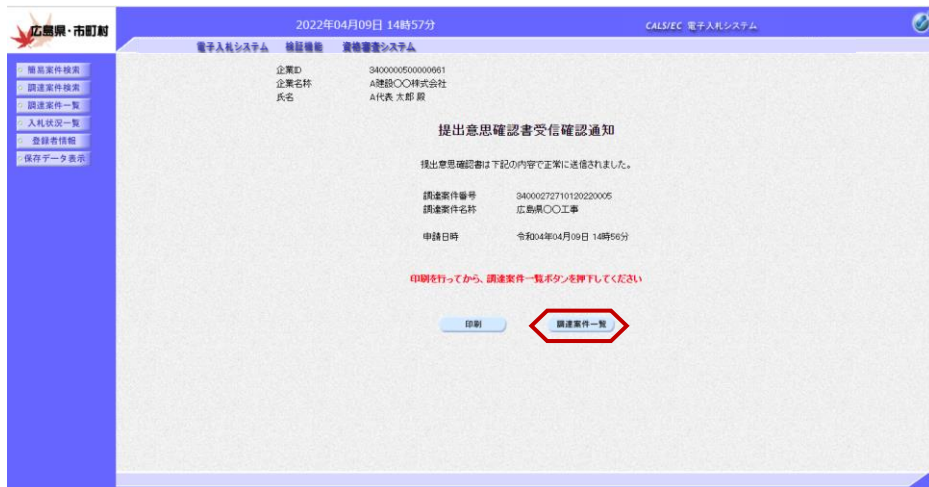 広島県・市町村
2022年04月09日 14時57分
CALS/EC 電子入札システム
電子入札システム 検証機能 資格審査システム
簡易案件検索
調達案件検索
調達案件一覧
入札状況一覧
登録者情報
保存データ表示
企業ID 3400000500000661
企業名称 A建設〇〇株式会社
氏名 A代表 太郎 殿
提出意思確認書受信確認通知
提出意思確認書は下記の内容で正常に送信されました。
調達案件番号 34000272710120220005
調達案件名称 広島県〇〇工事
申請日時 令和04年04月09日 14時56分
印刷を行ってから、調達案件一覧ボタンを押下してください
印刷 調達案件一覧